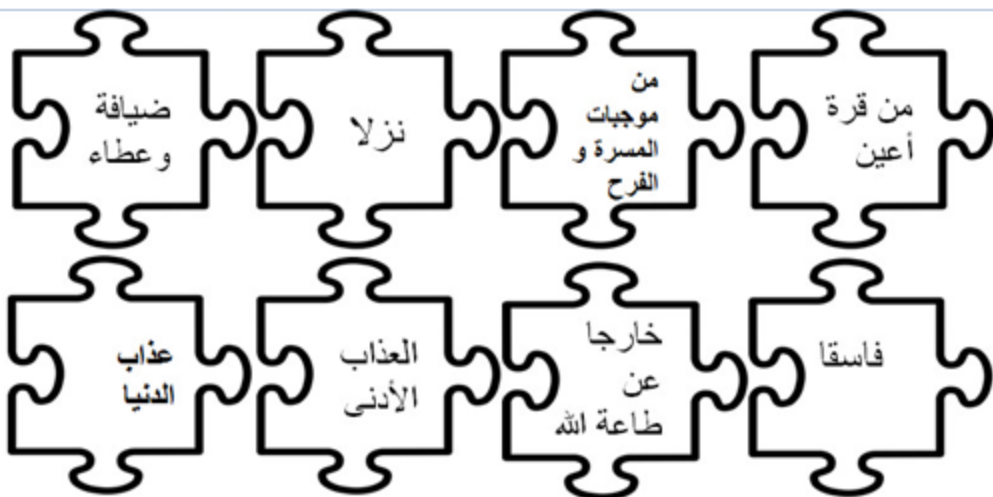 من قرة
أعين
من
موجبات
المسرة و
الفرح
نزلا
ضيافة
وعطاء
فاسقا
خارجا
عن
طاعة الله
العذاب
الأدنى
عذاب
الدنيا